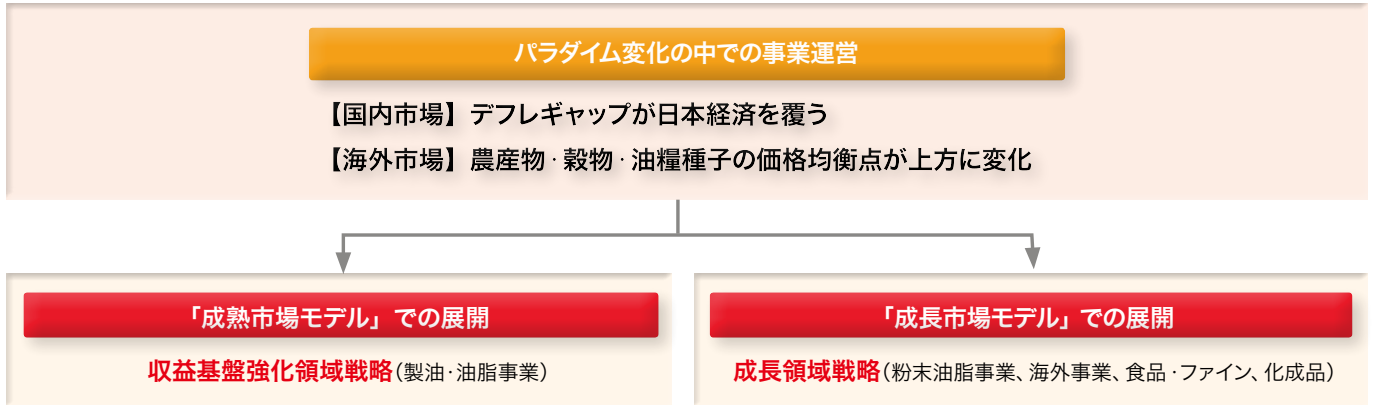 パラダイム変化の中での事業運営
【国内市場】デフレギャップが日本経済を覆う
【海外市場】農産物・穀物・油糧種子の価格均衡点が上方に変化
「成熟市場モデル」での展開
収益基盤強化領域戦略(製油・油脂事業)
「成長市場モデル」での展開
成長領域戦略(粉末油脂事業、海外事業、食品・ファイン、化成品)